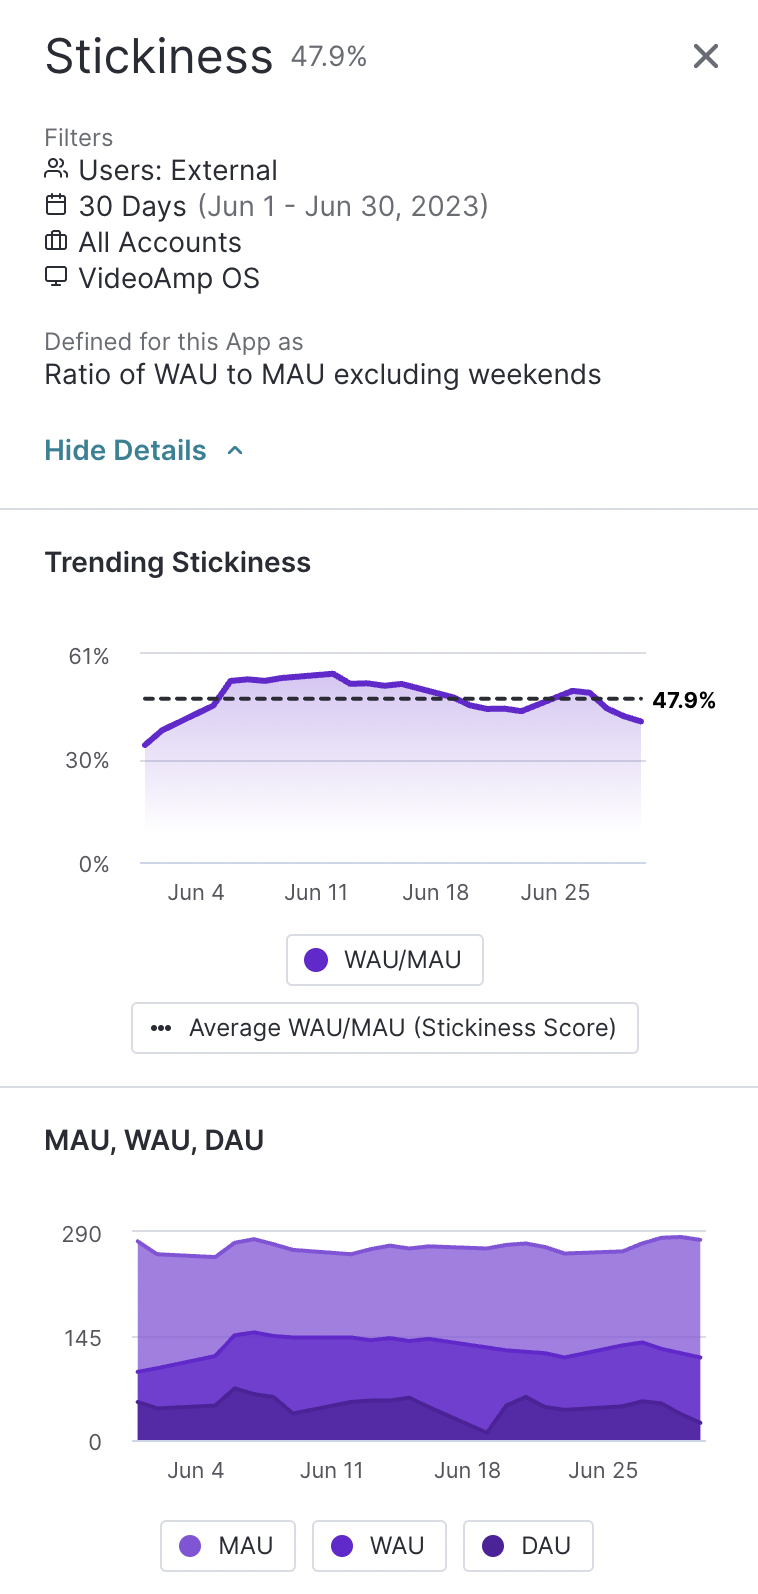 Stickiness 47.9%
Filters
Users: External
30 Days (Jun 1 - Jun 30, 2023)
All Accounts
VideoAmp OS
Defined for this App as
Ratio of WAU to MAU excluding weekends
Hide Details
Trending Stickiness
61%
47.9%
30%
0%
Jun 4 Jun 11 Jun 18 Jun 25
WAU/MAU
Average WAU/MAU (Stickiness Score)
MAU, WAU, DAU
290
145
0
Jun 4 Jun 11 Jun 18 Jun 25
MAU WAU DAU